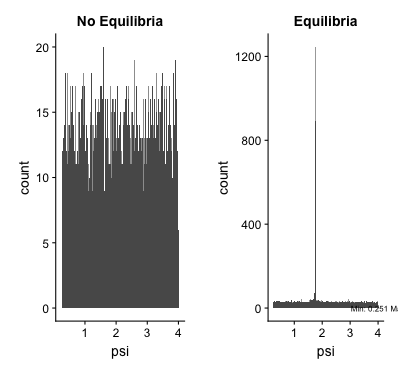 No Equilibria
Equilibria
20
15
10
5
0
count
1 2 3 4
psi
1200
800
400
0
count
1 2 3 4
psi
Min: 0.251 Ma